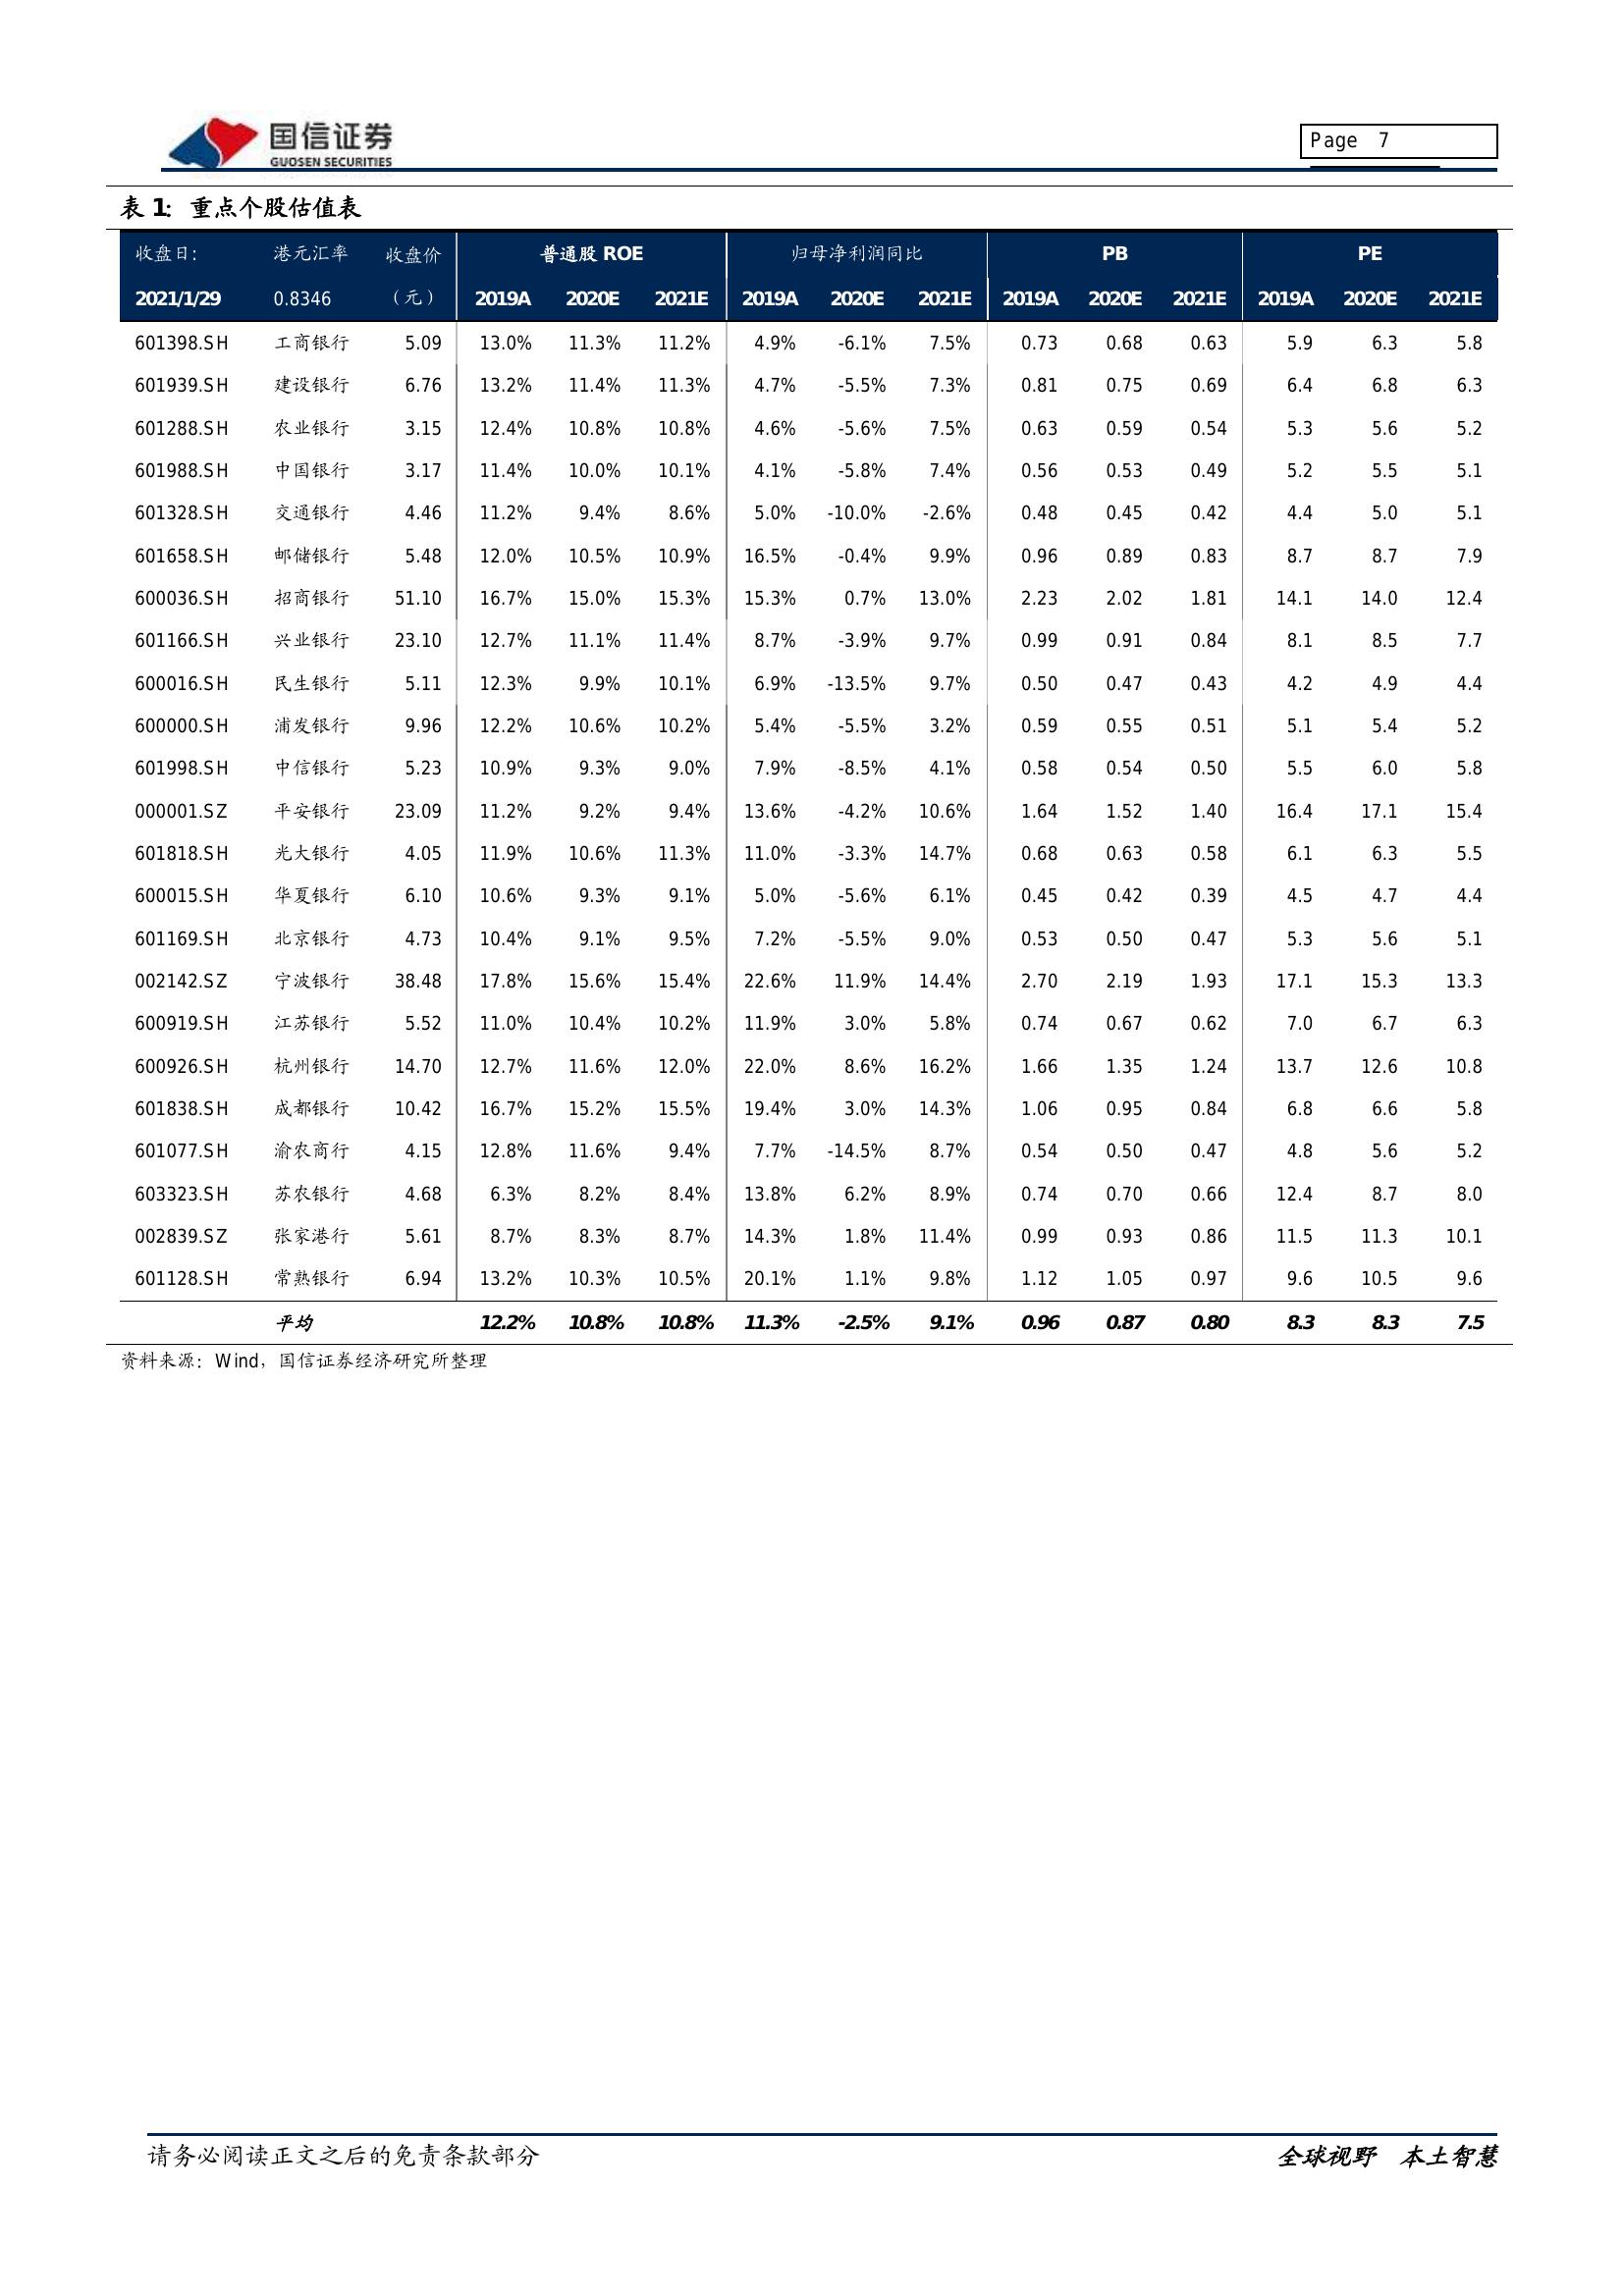 国信证券
GUOSEN SECURITIES
Page 7
表 1：重点个股估值表
收盘日： 港元汇率 收盘价 普通股 ROE 归母净利润同比 PB PE
2021/1/29 0.8346 （元） 2019A 2020E 2021E 2019A 2020E 2021E 2019A 2020E 2021E 2019A 2020E 2021E
601398.SH 工商银行 5.09 13.0% 11.3% 11.2% 4.9% -6.1% 7.5% 0.73 0.68 0.63 5.9 6.3 5.8
601939.SH 建设银行 6.76 13.2% 11.4% 11.3% 4.7% -5.5% 7.3% 0.81 0.75 0.69 6.4 6.8 6.3
601288.SH 农业银行 3.15 12.4% 10.8% 10.8% 4.6% -5.6% 7.5% 0.63 0.59 0.54 5.3 5.6 5.2
601988.SH 中国银行 3.17 11.4% 10.0% 10.1% 4.1% -5.8% 7.4% 0.56 0.53 0.49 5.2 5.5 5.1
601328.SH 交通银行 4.46 11.2% 9.4% 8.6% 5.0% -10.0% -2.6% 0.48 0.45 0.42 4.4 5.0 5.1
601658.SH 邮储银行 5.48 12.0% 10.5% 10.9% 16.5% -0.4% 9.9% 0.96 0.89 0.83 8.7 8.7 7.9
600036.SH 招商银行 51.10 16.7% 15.0% 15.3% 15.3% 0.7% 13.0% 2.23 2.02 1.81 14.1 14.0 12.4
601166.SH 兴业银行 23.10 12.7% 11.1% 11.4% 8.7% -3.9% 9.7% 0.99 0.91 0.84 8.1 8.5 7.7
600016.SH 民生银行 5.11 12.3% 9.9% 10.1% 6.9% -13.5% 9.7% 0.50 0.47 0.43 4.2 4.9 4.4
600000.SH 浦发银行 9.96 12.2% 10.6% 10.2% 5.4% -5.5% 3.2% 0.59 0.55 0.51 5.1 5.4 5.2
601998.SH 中信银行 5.23 10.9% 9.3% 9.0% 7.9% -8.5% 4.1% 0.58 0.54 0.50 5.5 6.0 5.8
000001.SZ 平安银行 23.09 11.2% 9.2% 9.4% 13.6% -4.2% 10.6% 1.64 1.52 1.40 16.4 17.1 15.4
601818.SH 光大银行 4.05 11.9% 10.6% 11.3% 11.0% -3.3% 14.7% 0.68 0.63 0.58 6.1 6.3 5.5
600015.SH 华夏银行 6.10 10.6% 9.3% 9.1% 5.0% -5.6% 6.1% 0.45 0.42 0.39 4.5 4.7 4.4
601169.SH 北京银行 4.73 10.4% 9.1% 9.5% 7.2% -5.5% 9.0% 0.53 0.50 0.47 5.3 5.6 5.1
002142.SZ 宁波银行 38.48 17.8% 15.6% 15.4% 22.6% 11.9% 14.4% 2.70 2.19 1.93 17.1 15.3 13.3
600919.SH 江苏银行 5.52 11.0% 10.4% 10.2% 11.9% 3.0% 5.8% 0.74 0.67 0.62 7.0 6.7 6.3
600926.SH 杭州银行 14.70 12.7% 11.6% 12.0% 22.0% 8.6% 16.2% 1.66 1.35 1.24 13.7 12.6 10.8
601838.SH 成都银行 10.42 16.7% 15.2% 15.5% 19.4% 3.0% 14.3% 1.06 0.95 0.84 6.8 6.6 5.8
601077.SH 渝农商行 4.15 12.8% 11.6% 9.4% 7.7% -14.5% 8.7% 0.54 0.50 0.47 4.8 5.6 5.2
603323.SH 苏农银行 4.68 6.3% 8.2% 8.4% 13.8% 6.2% 8.9% 0.74 0.70 0.66 12.4 8.7 8.0
002839.SZ 张家港行 5.61 8.7% 8.3% 8.7% 14.3% 1.8% 11.4% 0.99 0.93 0.86 11.5 11.3 10.1
601128.SH 常熟银行 6.94 13.2% 10.3% 10.5% 20.1% 1.1% 9.8% 1.12 1.05 0.97 9.6 10.5 9.6
平均 12.2% 10.8% 10.8% 11.3% -2.5% 9.1% 0.96 0.87 0.80 8.3 8.3 7.5
资料来源：Wind，国信证券经济研究所整理
请务必阅读正文之后的免责条款部分
全球视野 本土智慧